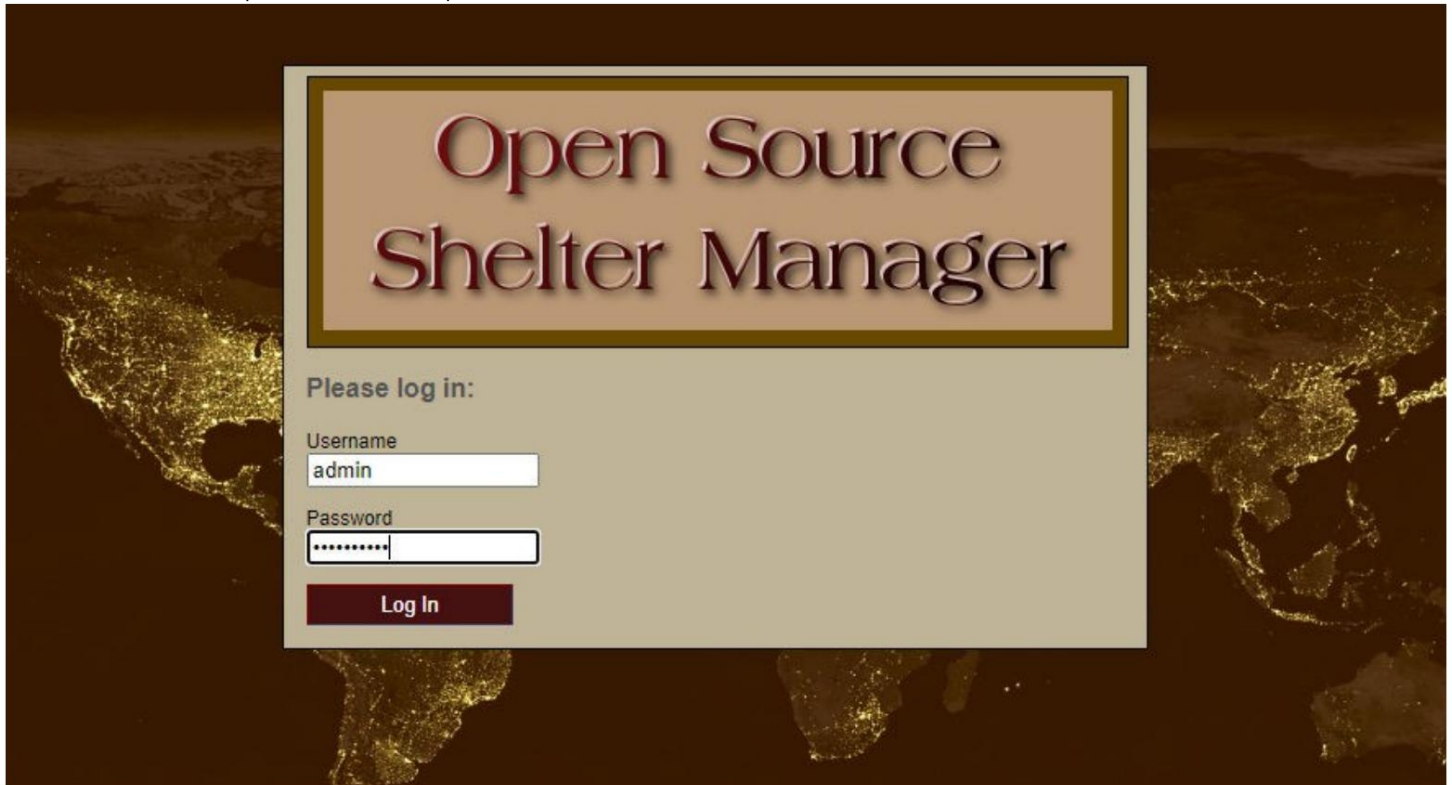 Open Source
Shelter Manager
Please log in:
Username
admin
Password
••••••••••
Log In